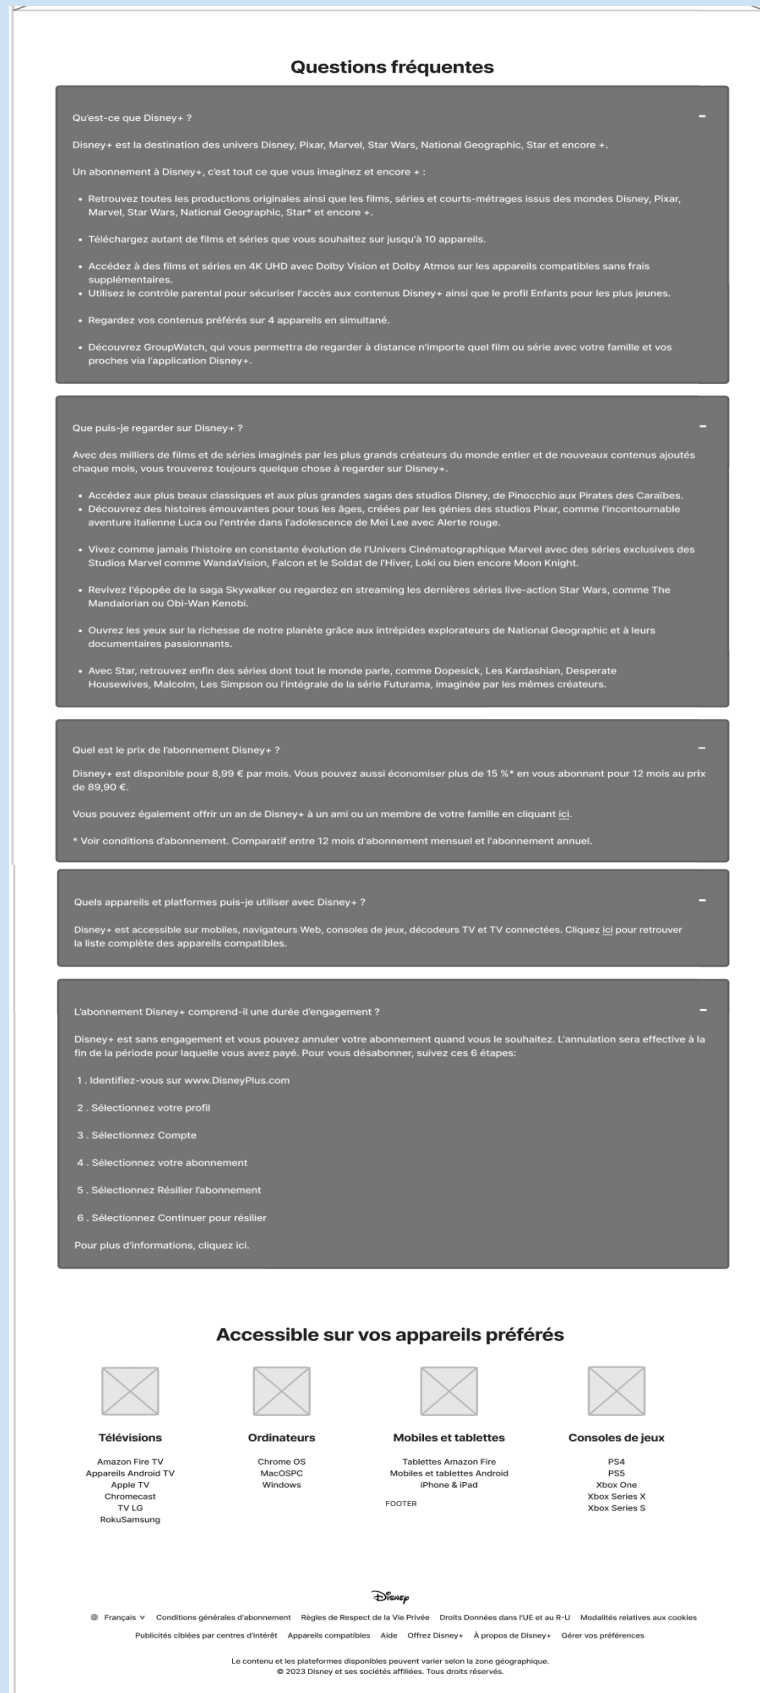 Questions fréquentes
Qu'est-ce que Disney+ ?
Disney+ est la destination des univers Disney, Pixar, Marvel, Star Wars, National Geographic, Star et encore +.
Un abonnement à Disney+, c'est tout ce que vous imaginez et encore + :
• Retrouvez toutes les productions originales ainsi que les films, séries et courts-métrages issus des mondes Disney, Pixar,
Marvel, Star Wars, National Geographic, Star* et encore +.
• Téléchargez autant de films et séries que vous souhaitez sur jusqu'à 10 appareils.
• Accédez à des films et séries en 4K UHD avec Dolby Vision et Dolby Atmos sur les appareils compatibles sans frais
supplémentaires.
• Utilisez le contrôle parental pour sécuriser l'accès aux contenus Disney+ ainsi que le profil Enfants pour les plus jeunes.
• Regardez vos contenus préférés sur 4 appareils en simultané.
• Découvrez GroupWatch, qui vous permettra de regarder à distance n'importe quel film ou série avec votre famille et vos
proches via l'application Disney+.
Que puis-je regarder sur Disney+ ?
Avec des milliers de films et de séries imaginés par les plus grands créateurs du monde entier et de nouveaux contenus ajoutés
chaque mois, vous trouverez toujours quelque chose à regarder sur Disney+.
• Accédez aux plus beaux classiques et aux plus grandes sagas des studios Disney, de Pinocchio aux Pirates des Caraïbes.
• Découvrez des histoires émouvantes pour tous les âges, créées par les génies des studios Pixar, comme l'incontournable
aventure italienne Luca ou l'entrée dans l'adolescence de Mei Lee avec Alerte rouge.
• Vivez comme jamais l'histoire en constante évolution de l'Univers Cinématographique Marvel avec des séries exclusives des
Studios Marvel comme WandaVision, Falcon et le Soldat de l'Hiver, Loki ou bien encore Moon Knight.
• Revivez l'épopée de la saga Skywalker ou regardez en streaming les dernières séries live-action Star Wars, comme The
Mandalorian ou Obi-Wan Kenobi.
• Ouvrez les yeux sur la richesse de notre planète grâce aux intrépides explorateurs de National Geographic et à leurs
documentaires passionnants.
• Avec Star, retrouvez enfin des séries dont tout le monde parle, comme Dopesick, Les Kardashian, Desperate
Housewives, Malcolm, Les Simpson ou l'intégrale de la série Futurama, imaginée par les mêmes créateurs.
Quel est le prix de l'abonnement Disney+ ?
Disney+ est disponible pour 8,99 € par mois. Vous pouvez aussi économiser plus de 15 %* en vous abonnant pour 12 mois au prix
de 89,90 €.
Vous pouvez également offrir un an de Disney+ à un ami ou un membre de votre famille en cliquant ici.
* Voir conditions d'abonnement. Comparatif entre 12 mois d'abonnement mensuel et l'abonnement annuel.
Quels appareils et platformes puis-je utiliser avec Disney+ ?
Disney+ est accessible sur mobiles, navigateurs Web, consoles de jeux, décodeurs TV et TV connectées. Cliquez ici pour retrouver
la liste complète des appareils compatibles.
L'abonnement Disney+ comprend-il une durée d'engagement ?
Disney+ est sans engagement et vous pouvez annuler votre abonnement quand vous le souhaitez. L'annulation sera effective à la
fin de la période pour laquelle vous avez payé. Pour vous désabonner, suivez ces 6 étapes:
1 . Identifiez-vous sur www.DisneyPlus.com
2 . Sélectionnez votre profil
3 . Sélectionnez Compte
4 . Sélectionnez votre abonnement
5 . Sélectionnez Résilier l'abonnement
6 . Sélectionnez Continuer pour résilier
Pour plus d'informations, cliquez ici.
Accessible sur vos appareils préférés
Télévisions
Amazon Fire TV
Appareils Android TV
Apple TV
Chromecast
TV LG
RokuSamsung
Ordinateurs
Chrome OS
MacOSPC
Windows
Mobiles et tablettes
Tablettes Amazon Fire
Mobiles et tablettes Android
iPhone & iPad
FOOTER
Consoles de jeux
PS4
PS5
Xbox One
Xbox Series X
Xbox Series S
Disney
Français Conditions générales d'abonnement Règles de Respect de la Vie Privée Droits Données dans l'UE et au R-U Modalités relatives aux cookies
Publicités ciblées par centres d'intérêt Appareils compatibles Aide Offrez Disney+ À propos de Disney+ Gérer vos préférences
Le contenu et les plateformes disponibles peuvent varier selon la zone géographique.
© 2023 Disney et ses sociétés affiliées. Tous droits réservés.